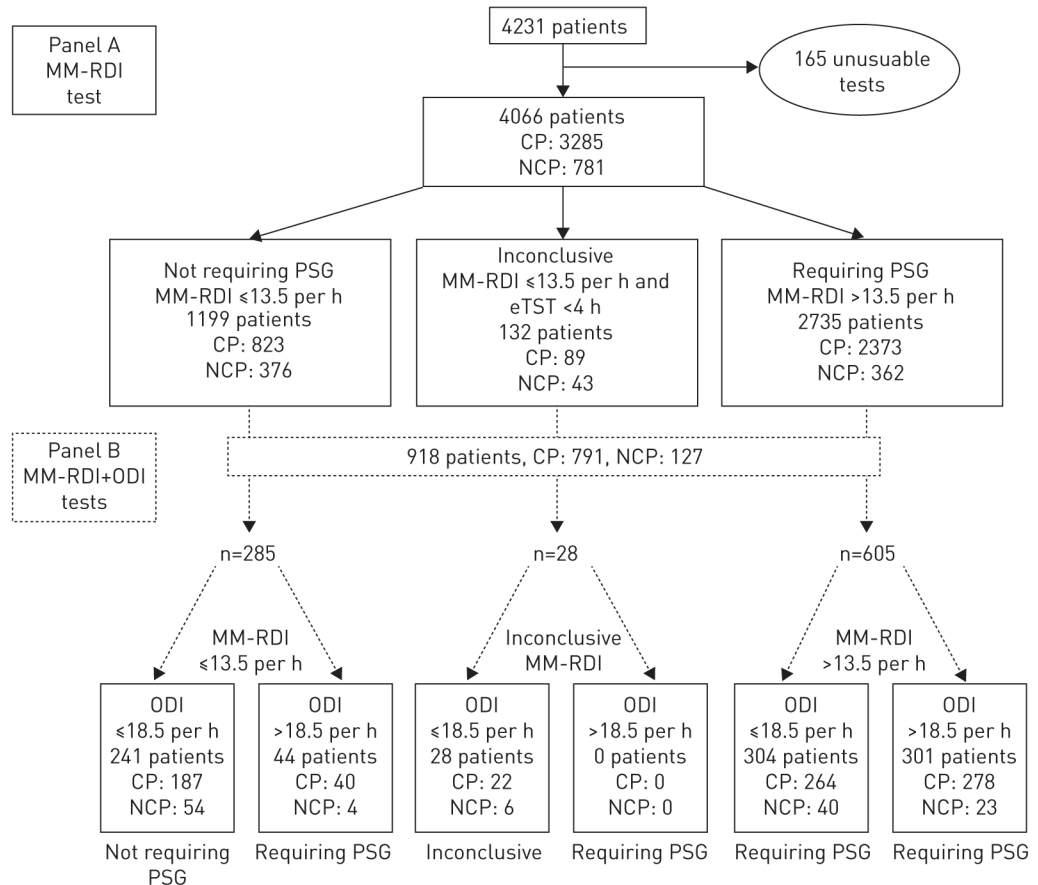 Panel A
MM-RDI
test
4231 patients
165 unusuable
tests
4066 patients
CP: 3285
NCP: 781
Not requiring PSG
MM-RDI ≤13.5 per h
1199 patients
CP: 823
NCP: 376
Inconclusive
MM-RDI ≤13.5 per h and
eTST <4 h
132 patients
CP: 89
NCP: 43
Requiring PSG
MM-RDI >13.5 per h
2735 patients
CP: 2373
NCP: 362
Panel B
MM-RDI+ODI
tests
918 patients, CP: 791, NCP: 127
n=285
n=28
n=605
MM-RDI
≤13.5 per h
Inconclusive
MM-RDI
MM-RDI
>13.5 per h
ODI
≤18.5 per h
241 patients
CP: 187
NCP: 54
Not requiring
PSG
ODI
>18.5 per h
44 patients
CP: 40
NCP: 4
Requiring PSG
ODI
≤18.5 per h
28 patients
CP: 22
NCP: 6
Inconclusive
ODI
>18.5 per h
0 patients
CP: 0
NCP: 0
Requiring PSG
ODI
≤18.5 per h
304 patients
CP: 264
NCP: 40
Requiring PSG
ODI
>18.5 per h
301 patients
CP: 278
NCP: 23
Requiring PSG